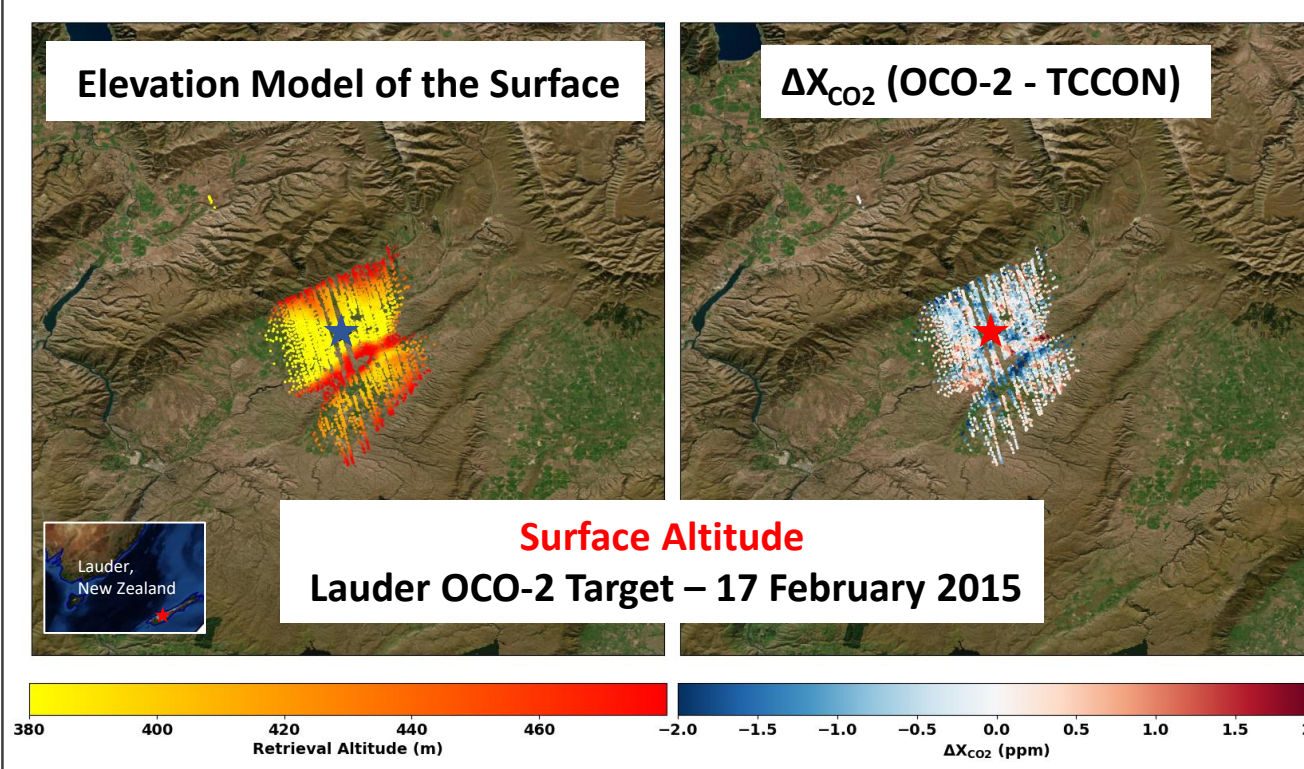 Elevation Model of the Surface
ΔX_CO2 (OCO-2 - TCCON)
Surface Altitude
Lauder OCO-2 Target – 17 February 2015
Lauder,
New Zealand
380 400 420 440 460
Retrieval Altitude (m)
−2.0 −1.5 −1.0 −0.5 0.0 0.5 1.0 1.5
ΔX_CO2 (ppm)